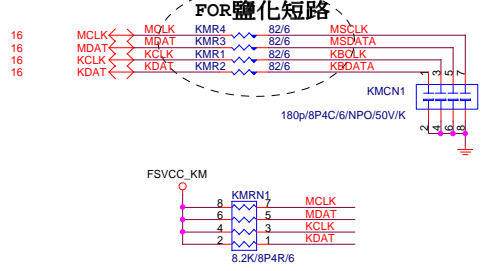 FOR鹽化短路
16 MCLK MCLK KMR4 82/6 MSCLK
16 MDAT MDAT KMR3 82/6 MSDATA
16 KCLK KCLK KMR1 82/6 KBCLK
16 KDAT KDAT KMR2 82/6 KBDATA
1 3 5 7
KMCN1
180p/8P4C/6/NPO/50V/K
2 4 6 8
FSVCC_KM
KMRN1
8 7 MCLK
6 5 MDAT
4 3 KCLK
2 1 KDAT
8.2K/8P4R/6